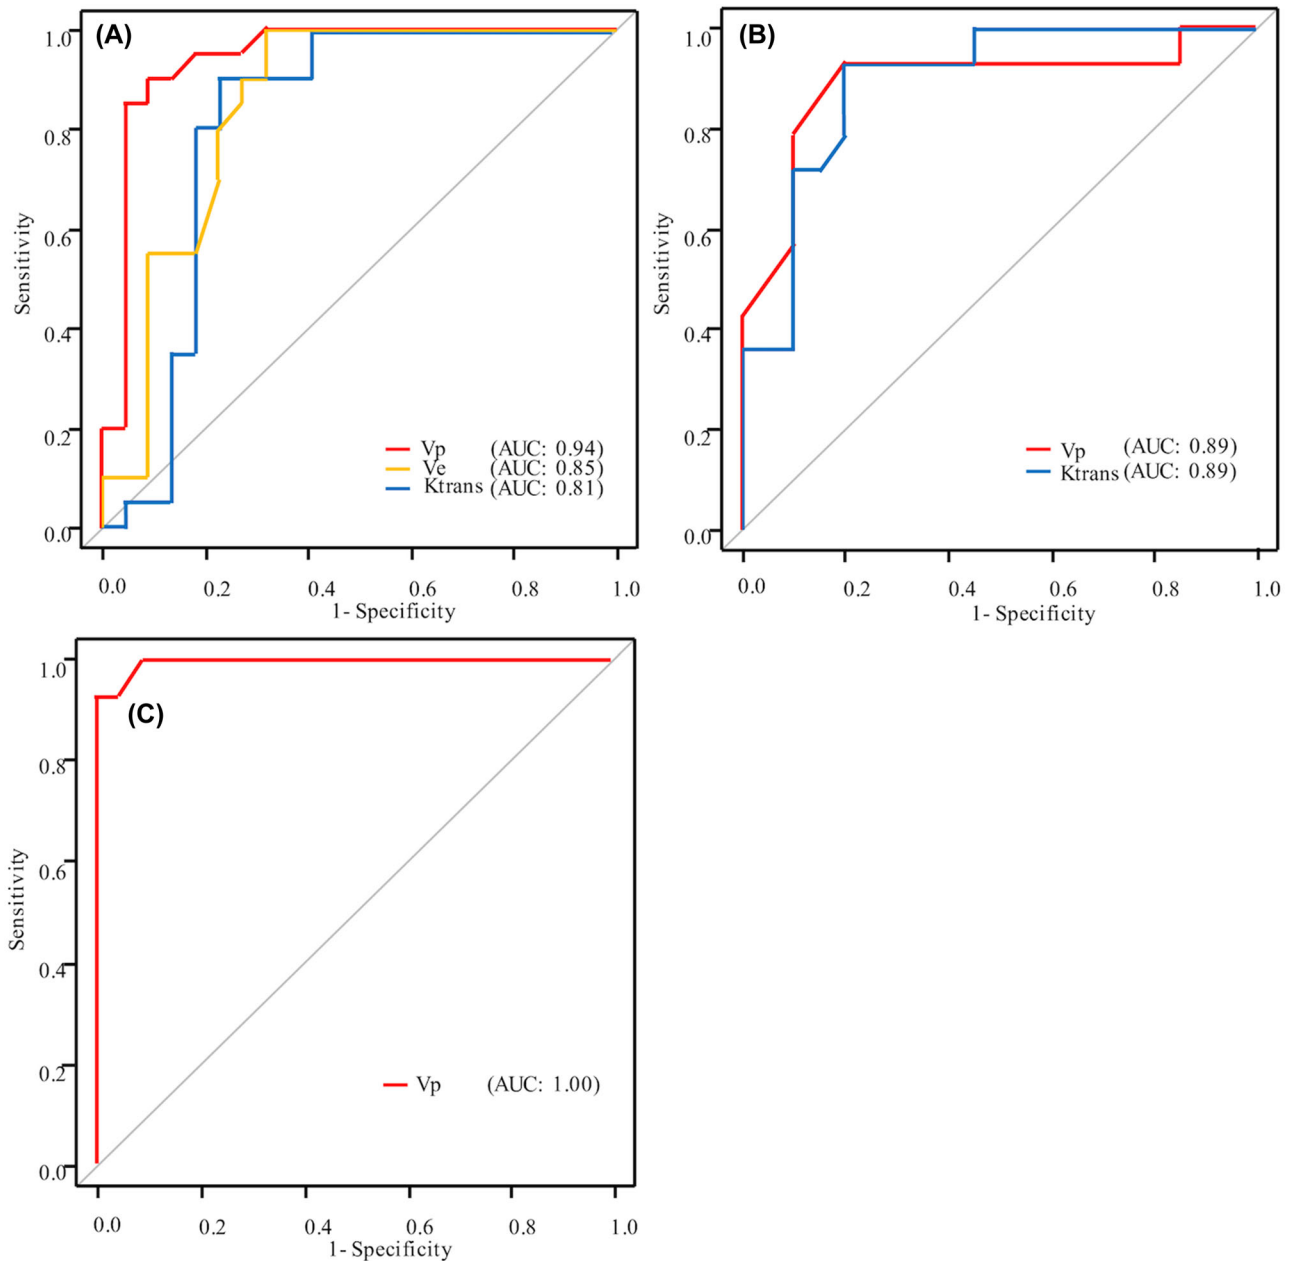 (A)
1.0
0.8
0.6
0.4
0.2
0.0
Sensitivity
Vp (AUC: 0.94)
Ve (AUC: 0.85)
Ktrans (AUC: 0.81)
0.0 0.2 0.4 0.6 0.8 1.0
1- Specificity
(B)
1.0
0.8
0.6
0.4
0.2
0.0
Sensitivity
Vp (AUC: 0.89)
Ktrans (AUC: 0.89)
0.0 0.2 0.4 0.6 0.8 1.0
1- Specificity
(C)
1.0
0.8
0.6
0.4
0.2
0.0
Sensitivity
Vp (AUC: 1.00)
0.0 0.2 0.4 0.6 0.8 1.0
1- Specificity